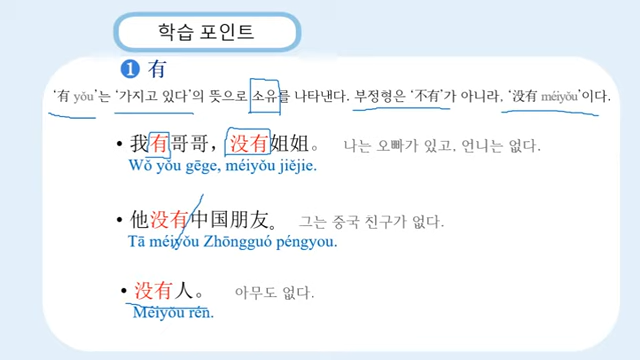 학습 포인트
❶ 有
‘有 yǒu’는 ‘가지고 있다’의 뜻으로 소유를 나타낸다. 부정형은 ‘不有’가 아니라, ‘没有 méiyǒu’이다.
• 我有哥哥，没有姐姐。 나는 오빠가 있고, 언니는 없다.
Wǒ yǒu gēge, méiyǒu jiějie.
• 他没有中国朋友。 그는 중국 친구가 없다.
Tā méiyǒu Zhōngguó péngyou.
• 没有人。 아무도 없다.
Méiyǒu rén.